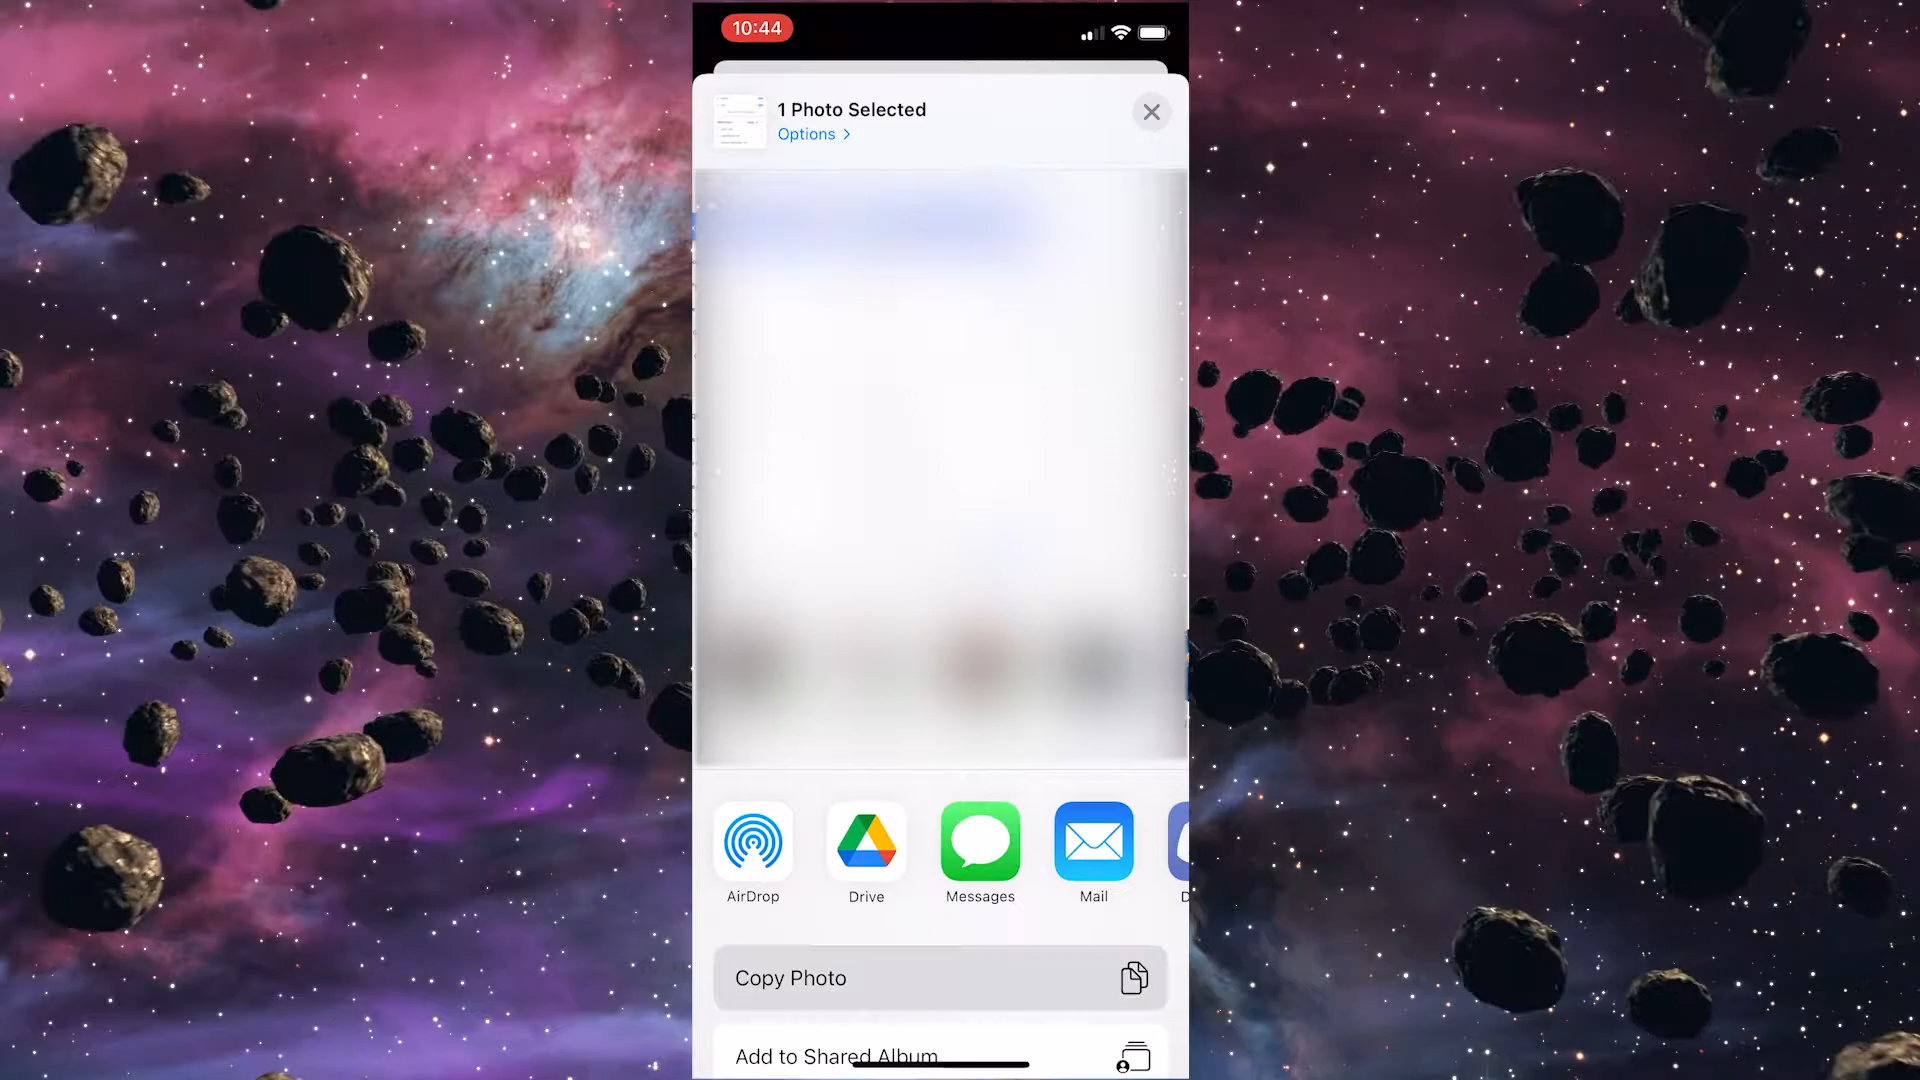 10:44
1 Photo Selected
Options
AirDrop
Drive
Messages
Mail
D
Copy Photo
Add to Shared Album